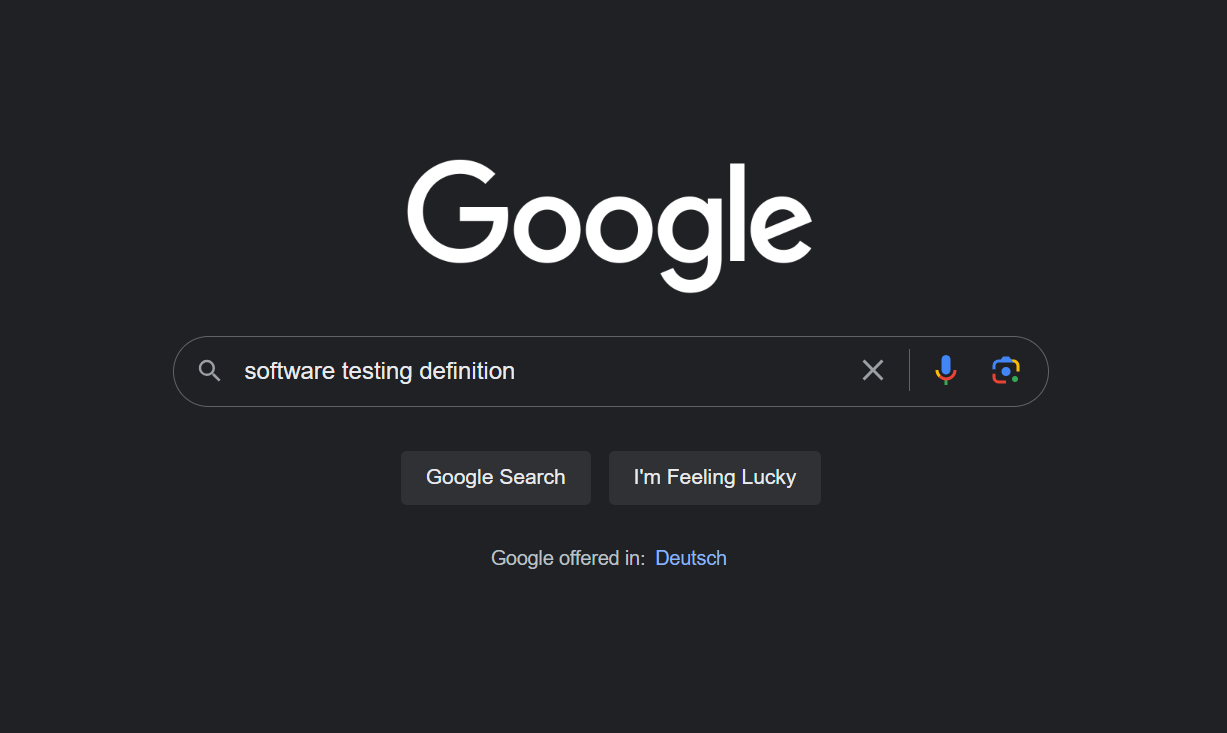 Google
software testing definition
Google Search
I'm Feeling Lucky
Google offered in: Deutsch